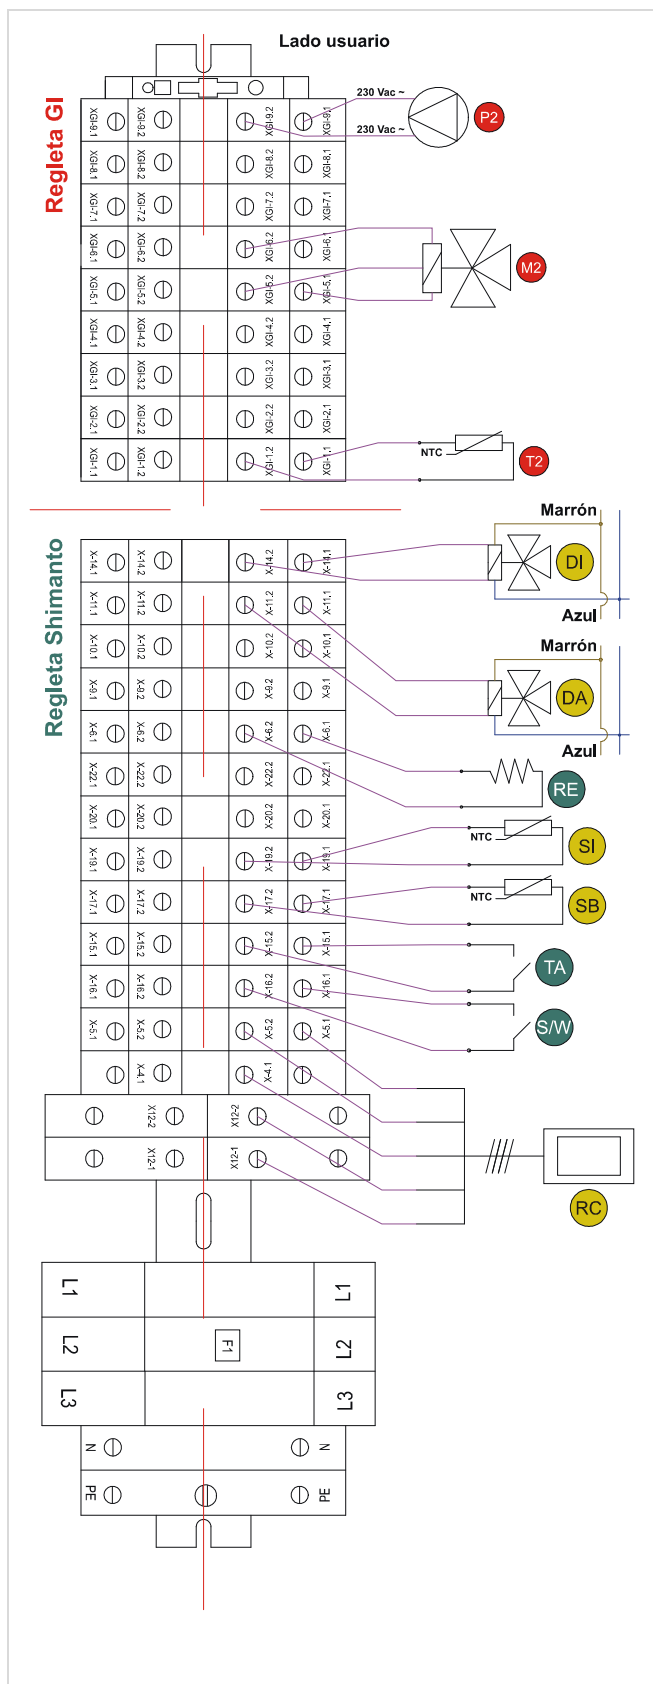 Lado usuario
Regleta GI
230 Vac ~
230 Vac ~
P2
XGI-9.1 XGI-9.2 XGI-9.2 XGI-9.1
XGI-8.1 XGI-8.2 XGI-8.2 XGI-8.1
XGI-7.1 XGI-7.2 XGI-7.2 XGI-7.1
XGI-6.1 XGI-6.2 XGI-6.2 XGI-6.1
M2
XGI-5.1 XGI-5.2 XGI-5.2 XGI-5.1
XGI-4.1 XGI-4.2 XGI-4.2 XGI-4.1
XGI-3.1 XGI-3.2 XGI-3.2 XGI-3.1
XGI-2.1 XGI-2.2 XGI-2.2 XGI-2.1
XGI-1.1 XGI-1.2 XGI-1.2 XGI-1.1
NTC
T2
Regleta Shimanto
Marrón
X-14.1 X-14.2 X-14.2 X-14.1
DI
Azul
X-11.1 X-11.2 X-11.2 X-11.1
X-10.1 X-10.2 X-10.2 X-10.1
Marrón
X-9.1 X-9.2 X-9.2 X-9.1
DA
Azul
X-6.1 X-6.2 X-6.2 X-6.1
X-22.1 X-22.2 X-22.2 X-22.1
RE
X-20.1 X-20.2 X-20.2 X-20.1
NTC
SI
X-19.1 X-19.2 X-19.2 X-19.1
NTC
SB
X-17.1 X-17.2 X-17.2 X-17.1
X-15.1 X-15.2 X-15.2 X-15.1
TA
X-16.1 X-16.2 X-16.2 X-16.1
S/W
X-5.1 X-5.2 X-5.2 X-5.1
X-4.1 X-4.1
X12-2 X12-2
X12-1 X12-1
RC
L1 L1
L2 F1 L2
L3 L3
N N
PE PE